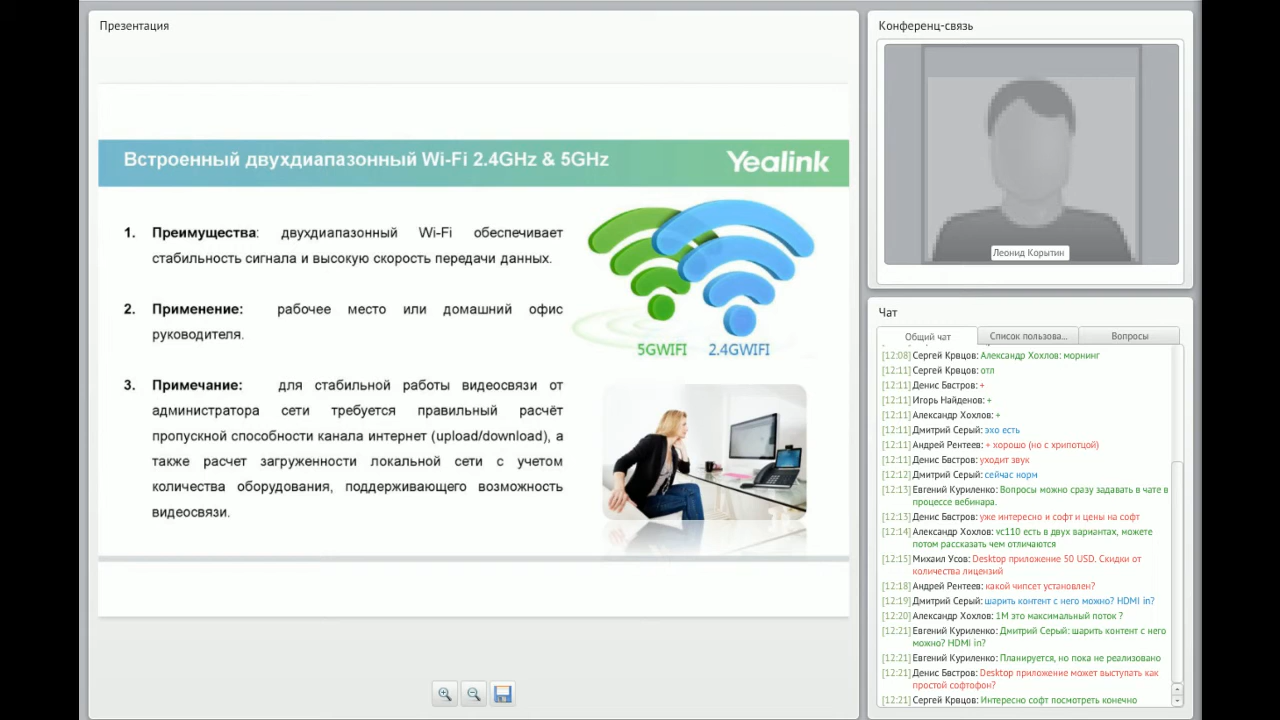 Презентация
Встроенный двухдиапазонный Wi-Fi 2.4GHz & 5GHz
Yealink
1. Преимущества: двухдиапазонный Wi-Fi обеспечивает
стабильность сигнала и высокую скорость передачи данных.
2. Применение: рабочее место или домашний офис
руководителя.
3. Примечание: для стабильной работы видеосвязи от
администратора сети требуется правильный расчёт
пропускной способности канала интернет (upload/download), а
также расчет загруженности локальной сети с учетом
количества оборудования, поддерживающего возможность
видеосвязи.
5GWIFI 2.4GWIFI
Конференц-связь
Леонид Корытин
Чат
Общий чат
Список пользова...
Вопросы
[12:08] Сергей Крвцов: Александр Хохлов: морнинг
[12:11] Сергей Крвцов: отл
[12:11] Денис Бвстров: +
[12:11] Игорь Найденов: +
[12:11] Александр Хохлов: +
[12:11] Дмитрий Серый: эхо есть
[12:11] Андрей Рентеев: + хорошо (но с хрипотцой)
[12:11] Денис Бвстров: уходит звук
[12:12] Дмитрий Серый: сейчас норм
[12:13] Евгений Куриленко: Вопросы можно сразу задавать в чате в
процессе вебинара.
[12:13] Денис Бвстров: уже интересно и софт и цены на софт
[12:14] Александр Хохлов: vc110 есть в двух вариантах, можете
потом рассказать чем отличаются
[12:15] Михаил Усов: Desktop приложение 50 USD. Скидки от
количества лицензий
[12:18] Андрей Рентеев: какой чипсет установлен?
[12:19] Дмитрий Серый: шарить контент с него можно? HDMI in?
[12:20] Александр Хохлов: 1M это максимальный поток ?
[12:21] Евгений Куриленко: Дмитрий Серый: шарить контент с него
можно? HDMI in?
[12:21] Евгений Куриленко: Планируется, но пока не реализовано
[12:21] Денис Бвстров: Desktop приложение может выступать как
простой софтофон?
[12:21] Сергей Крвцов: Интересно софт посмотреть конечно